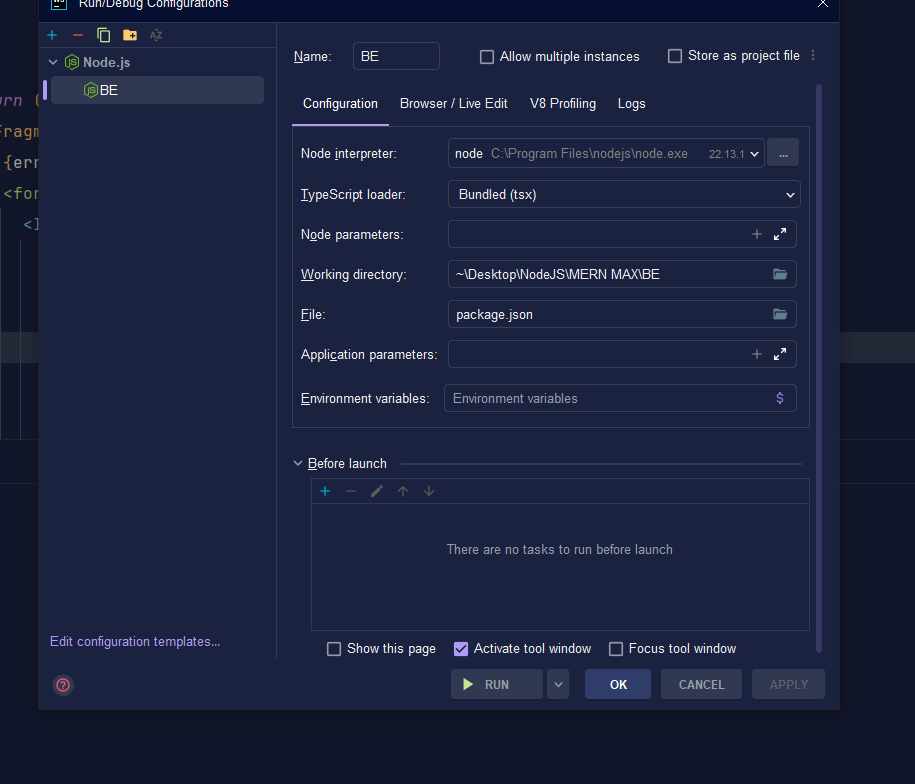 Run/Debug Configurations
Node.js
BE
Name: BE Allow multiple instances Store as project file
Configuration Browser / Live Edit V8 Profiling Logs
Node interpreter: node C:\Program Files\nodejs\node.exe 22.13.1 ...
TypeScript loader: Bundled (tsx)
Node parameters:
Working directory: ~\Desktop\NodeJS\MERN MAX\BE
File: package.json
Application parameters:
Environment variables: Environment variables $
Before launch
There are no tasks to run before launch
Show this page Activate tool window Focus tool window
Edit configuration templates...
RUN OK CANCEL APPLY
urn (
Fragm
{err
<for